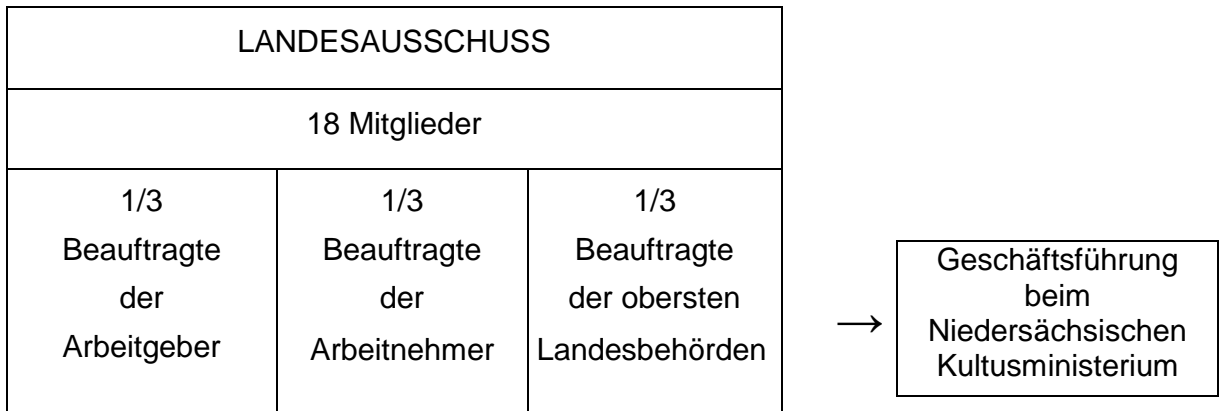 LANDESAUSSCHUSS
18 Mitglieder
1/3
Beauftragte
der
Arbeitgeber
1/3
Beauftragte
der
Arbeitnehmer
1/3
Beauftragte
der obersten
Landesbehörden
→
Geschäftsführung
beim
Niedersächsischen
Kultusministerium